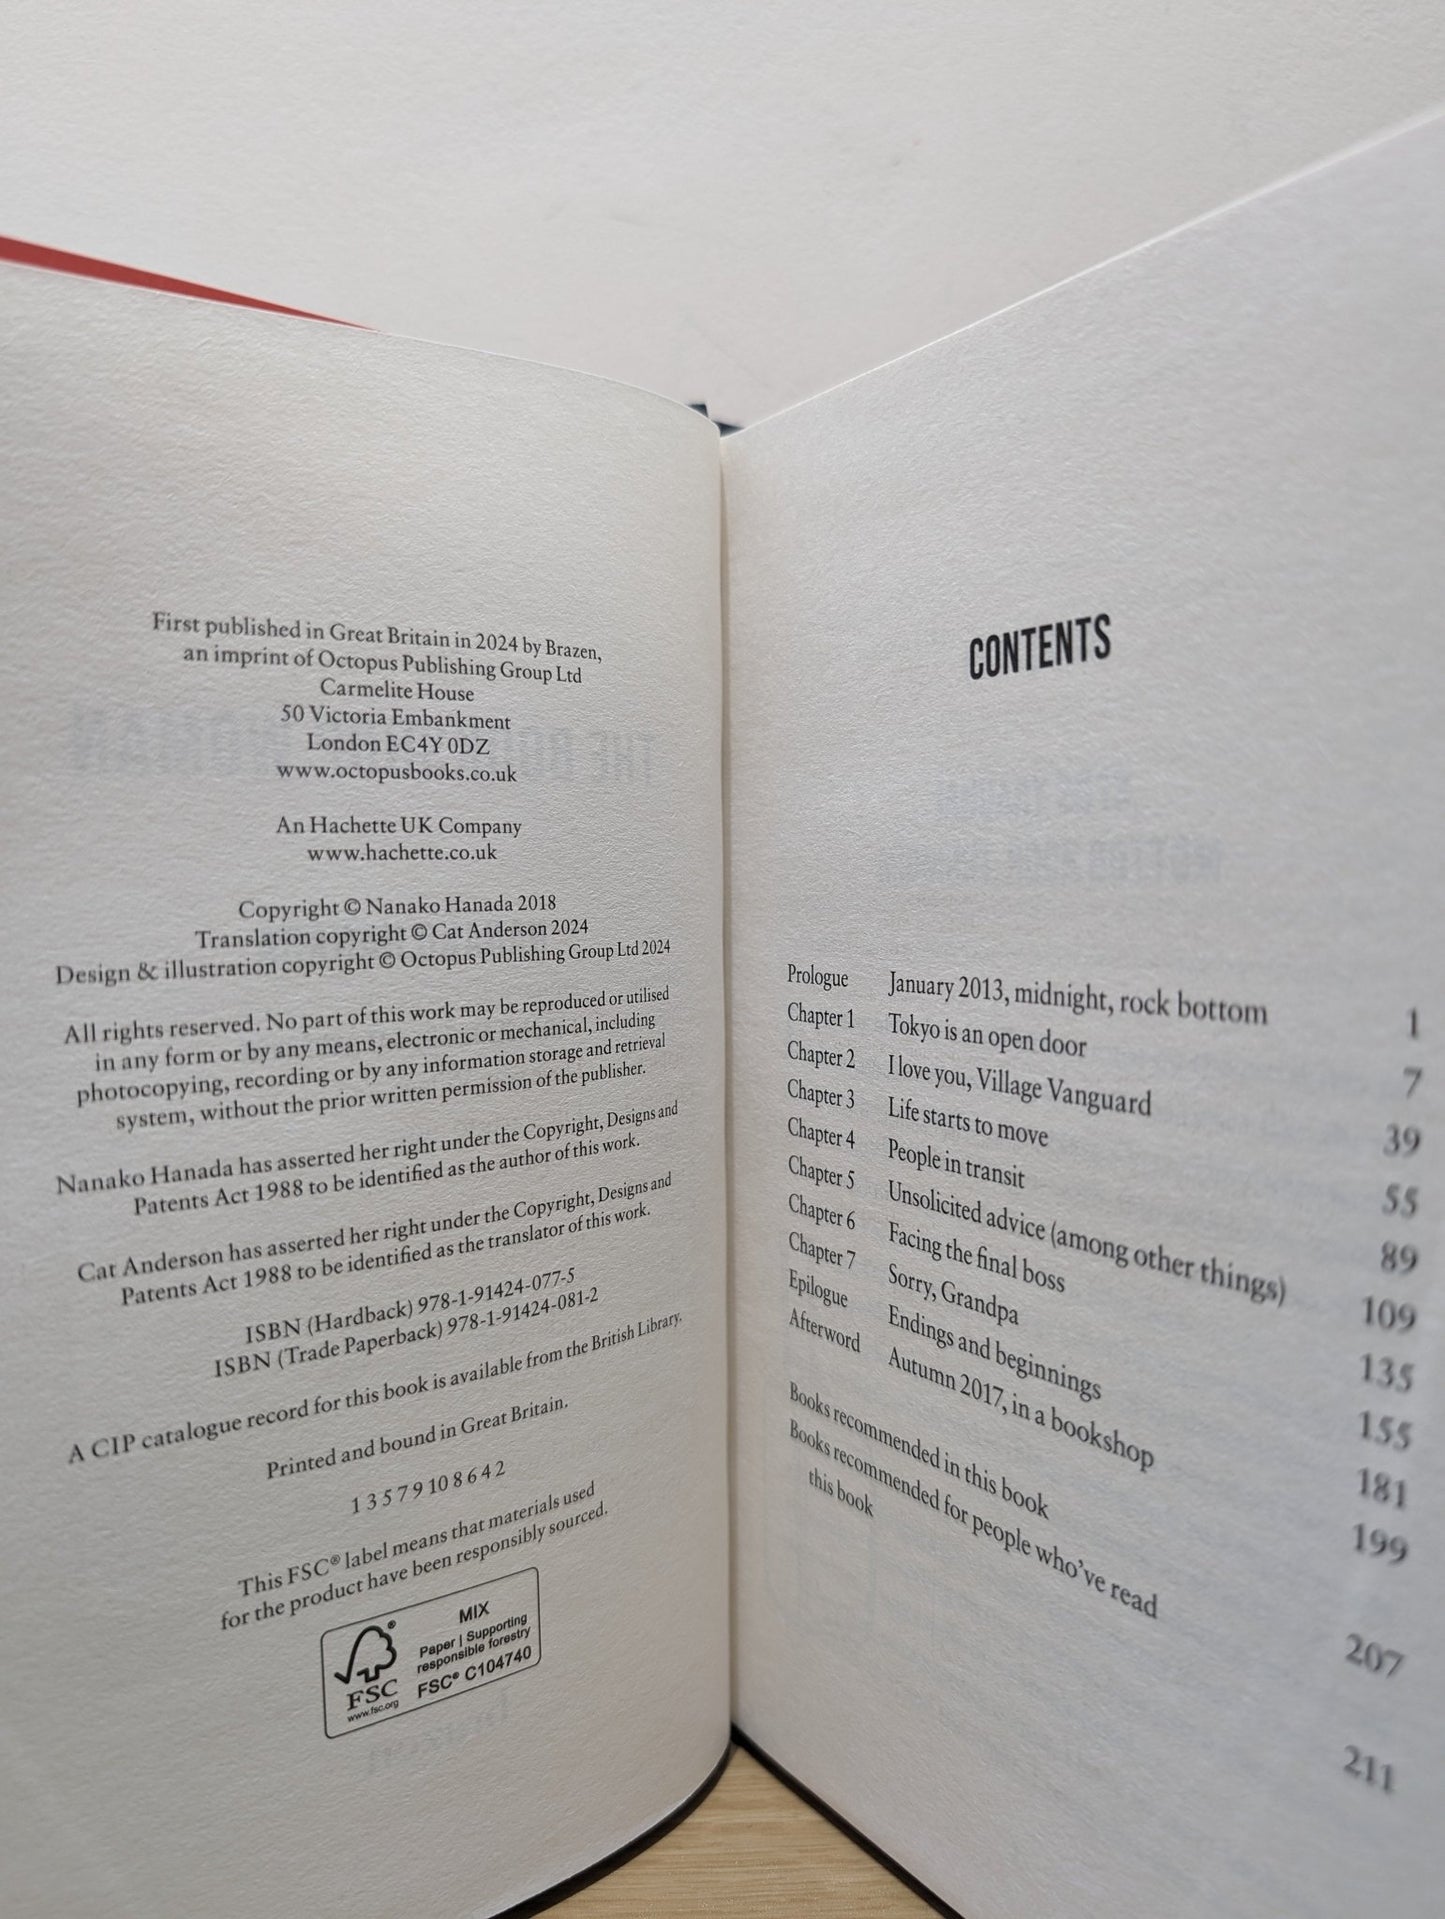 First published in Great Britain in 2024 by Brazen,
an imprint of Octopus Publishing Group Ltd
Carmelite House
50 Victoria Embankment
London EC4Y 0DZ
www.octopusbooks.co.uk
An Hachette UK Company
www.hachette.co.uk
Copyright © Nanako Hanada 2018
Translation copyright © Cat Anderson 2024
Design & illustration copyright © Octopus Publishing Group Ltd 2024
All rights reserved. No part of this work may be reproduced or utilised
in any form or by any means, electronic or mechanical, including
photocopying, recording or by any information storage and retrieval
system, without the prior written permission of the publisher.
Nanako Hanada has asserted her right under the Copyright, Designs and
Patents Act 1988 to be identified as the author of this work.
Cat Anderson has asserted her right under the Copyright, Designs and
Patents Act 1988 to be identified as the translator of this work.
ISBN (Hardback) 978-1-91424-077-5
ISBN (Trade Paperback) 978-1-91424-081-2
A CIP catalogue record for this book is available from the British Library.
Printed and bound in Great Britain.
1 3 5 7 9 10 8 6 4 2
This FSC® label means that materials used
for the product have been responsibly sourced.
® FSC
www.fsc.org
MIX
Paper | Supporting
responsible forestry
FSC® C104740
CONTENTS
Prologue January 2013, midnight, rock bottom 1
Chapter 1 Tokyo is an open door 7
Chapter 2 I love you, Village Vanguard 39
Chapter 3 Life starts to move 55
Chapter 4 People in transit 89
Chapter 5 Unsolicited advice (among other things) 109
Chapter 6 Facing the final boss 135
Chapter 7 Sorry, Grandpa 155
Epilogue Endings and beginnings 181
Afterword Autumn 2017, in a bookshop 199
Books recommended in this book 207
Books recommended for people who've read
this book 211